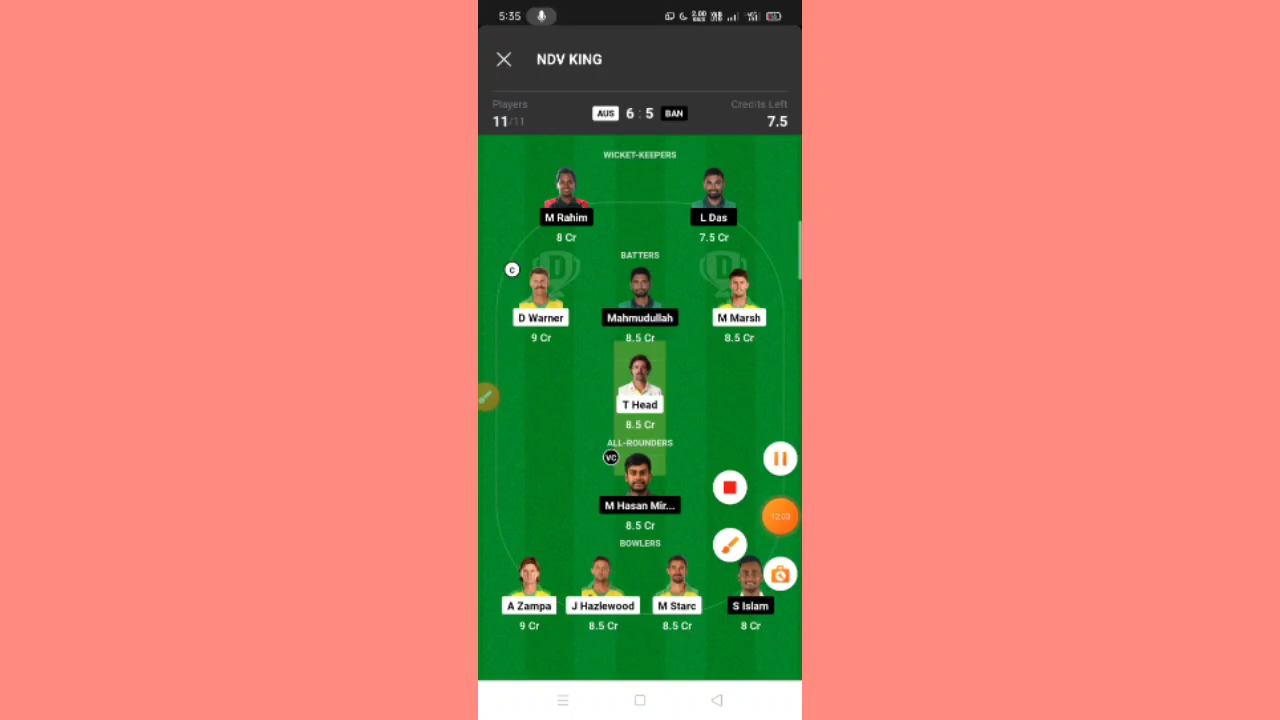 5:35
NDV KING
Players
Credits Left
11/11
AUS 6 : 5 BAN
7.5
WICKET-KEEPERS
M Rahim
L Das
8 Cr
7.5 Cr
BATTERS
C
D Warner
Mahmudullah
M Marsh
9 Cr
8.5 Cr
8.5 Cr
T Head
8.5 Cr
ALL-ROUNDERS
VC
M Hasan Mir...
8.5 Cr
BOWLERS
A Zampa
J Hazlewood
M Starc
S Islam
9 Cr
8.5 Cr
8.5 Cr
8 Cr